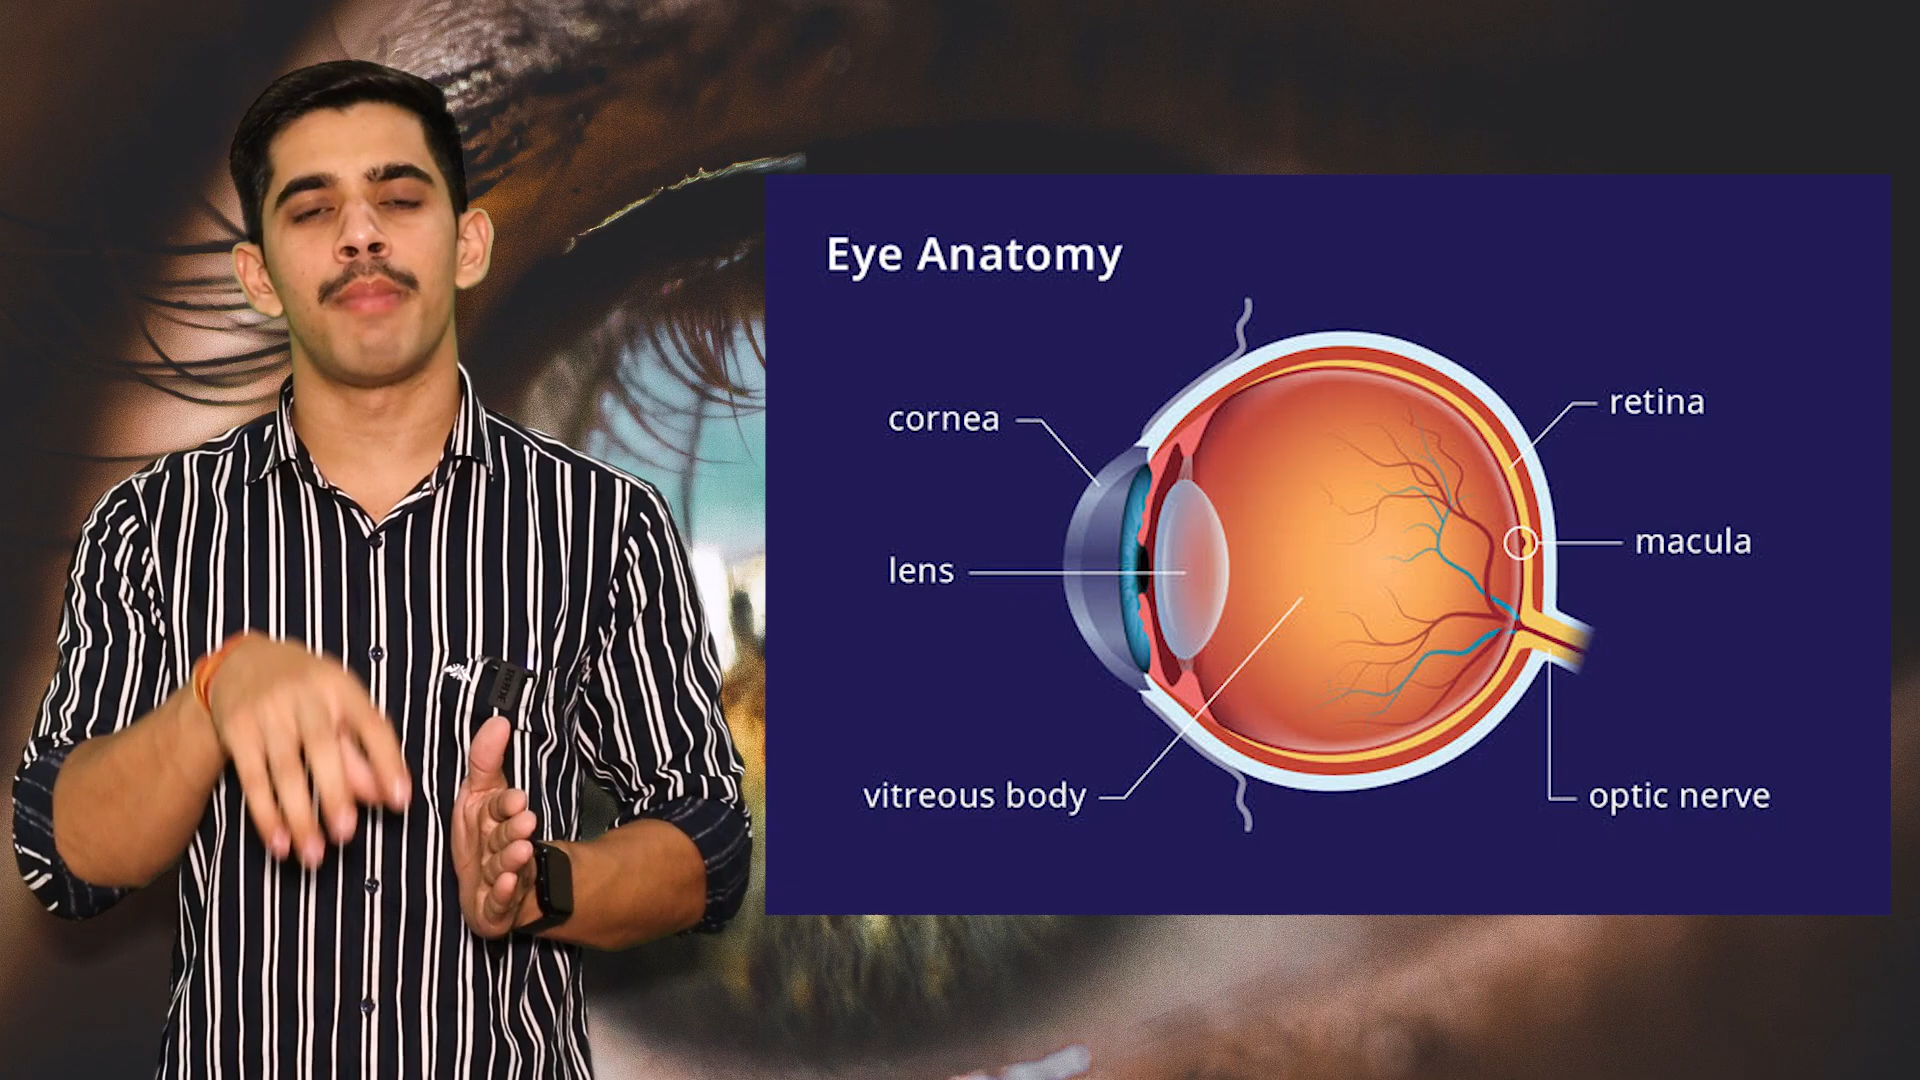 Eye Anatomy
cornea
retina
macula
lens
vitreous body
optic nerve